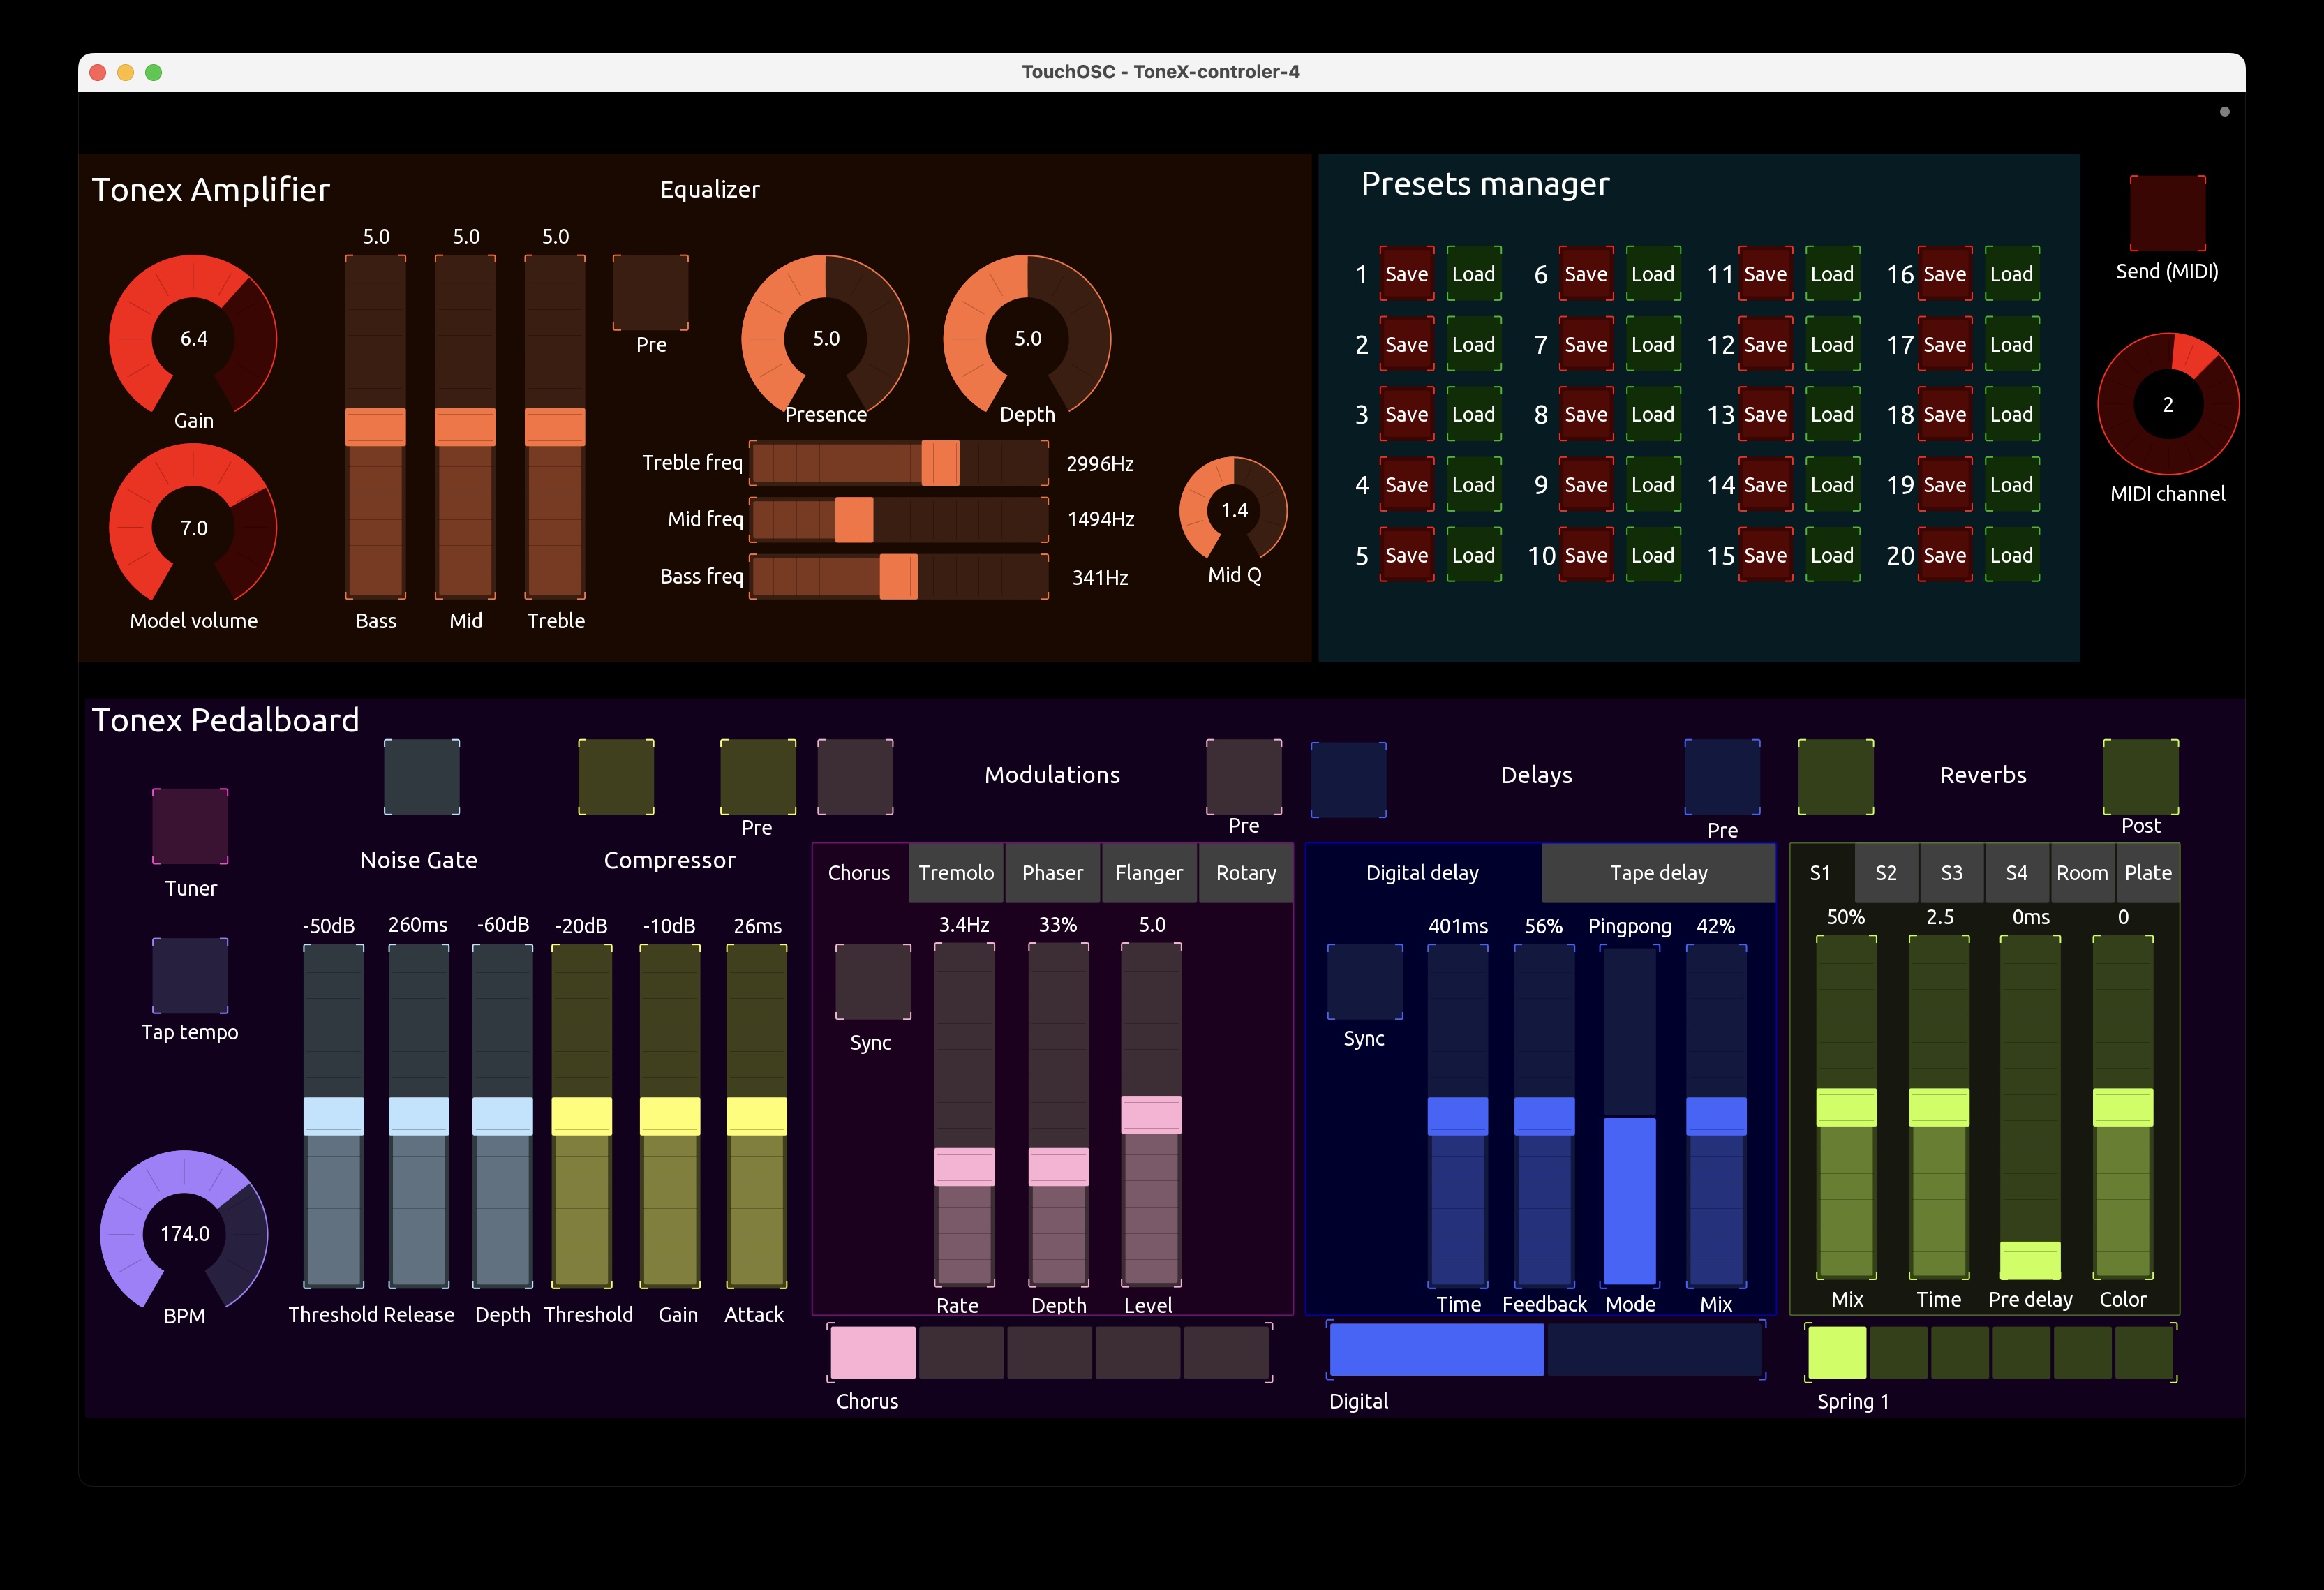 TouchOSC - ToneX-controler-4
Tonex Amplifier
Equalizer
5.0 5.0 5.0
6.4
Gain
7.0
Model volume
Bass Mid Treble
Pre
5.0
Presence
5.0
Depth
Treble freq 2996Hz
Mid freq 1494Hz
Bass freq 341Hz
1.4
Mid Q
Presets manager
1 Save Load 6 Save Load 11 Save Load 16 Save Load
2 Save Load 7 Save Load 12 Save Load 17 Save Load
3 Save Load 8 Save Load 13 Save Load 18 Save Load
4 Save Load 9 Save Load 14 Save Load 19 Save Load
5 Save Load 10 Save Load 15 Save Load 20 Save Load
Send (MIDI)
2
MIDI channel
Tonex Pedalboard
Tuner
Tap tempo
174.0
BPM
Noise Gate
-50dB 260ms -60dB
Threshold Release Depth
Pre
Compressor
-20dB -10dB 26ms
Threshold Gain Attack
Modulations
Pre
Chorus Tremolo Phaser Flanger Rotary
3.4Hz 33% 5.0
Sync
Rate Depth Level
Chorus
Delays
Pre
Digital delay Tape delay
401ms 56% Pingpong 42%
Sync
Time Feedback Mode Mix
Digital
Reverbs
Post
S1 S2 S3 S4 Room Plate
50% 2.5 0ms 0
Mix Time Pre delay Color
Spring 1